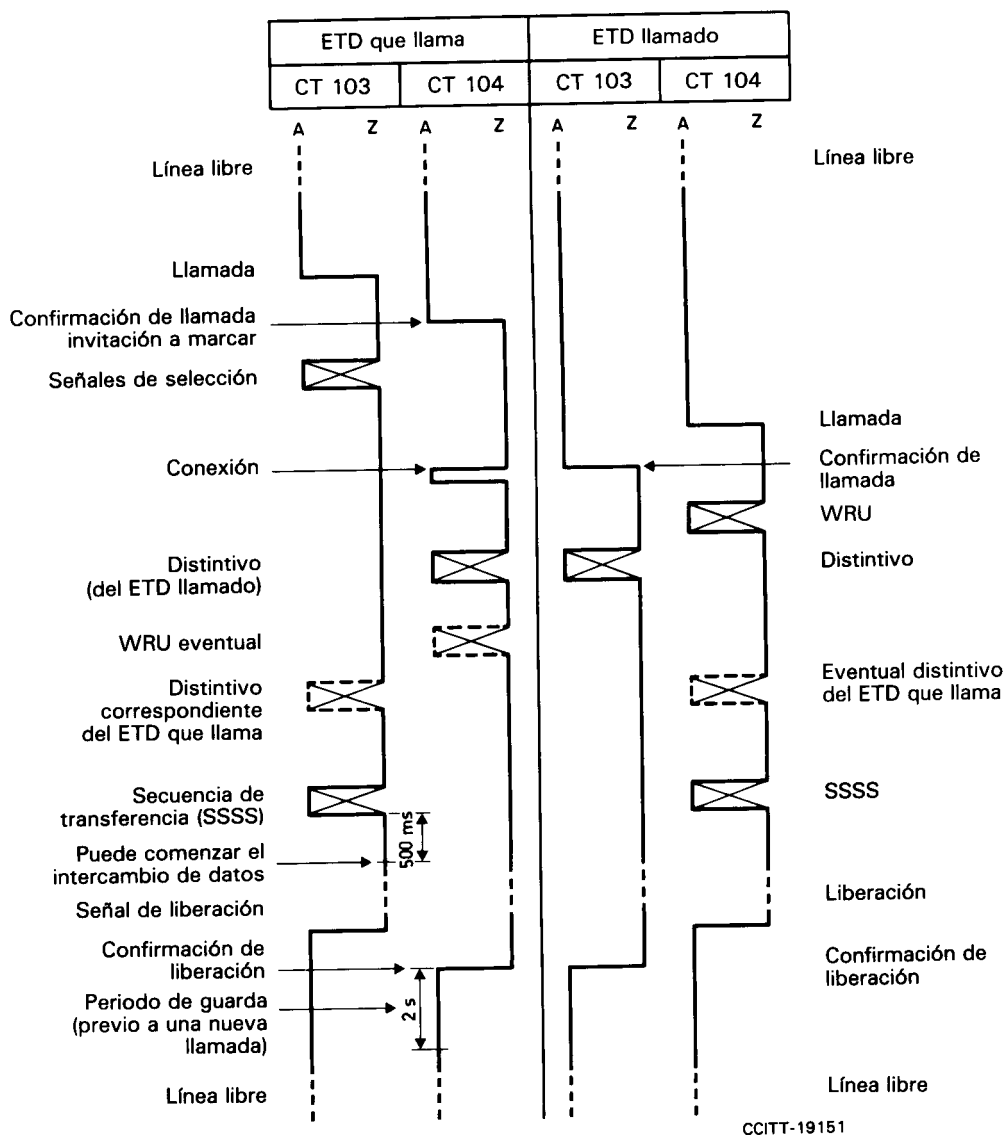 ETD que llama
ETD llamado
CT 103
CT 104
CT 103
CT 104
A
Z
A
Z
A
Z
A
Z
Línea libre
Línea libre
Llamada
Confirmación de llamada
invitación a marcar
Señales de selección
Llamada
Conexión
Confirmación de
llamada
WRU
Distintivo
(del ETD llamado)
Distintivo
WRU eventual
Distintivo
correspondiente
del ETD que llama
Eventual distintivo
del ETD que llama
Secuencia de
transferencia (SSSS)
500 ms
SSSS
Puede comenzar el
intercambio de datos
Señal de liberación
Liberación
Confirmación de
liberación
Confirmación de
liberación
Periodo de guarda
(previo a una nueva
llamada)
2 s
Línea libre
Línea libre
CCITT-19151